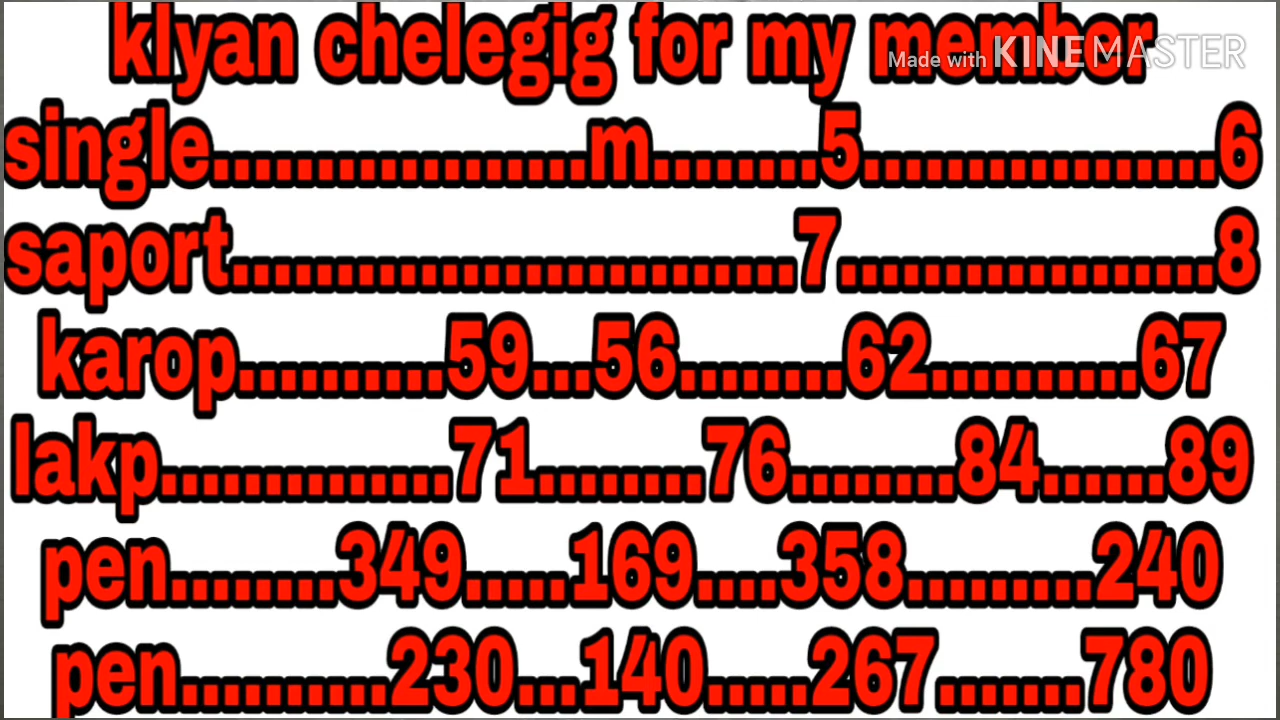 klyan chelegig for my member
Made with KINEMASTER
single..................m........5.................6
saport...........................7..................8
karop..........59...56........62..........67
lakp..............71........76........84......89
pen........349.....169....358.........240
pen..........230...140.....267.......780